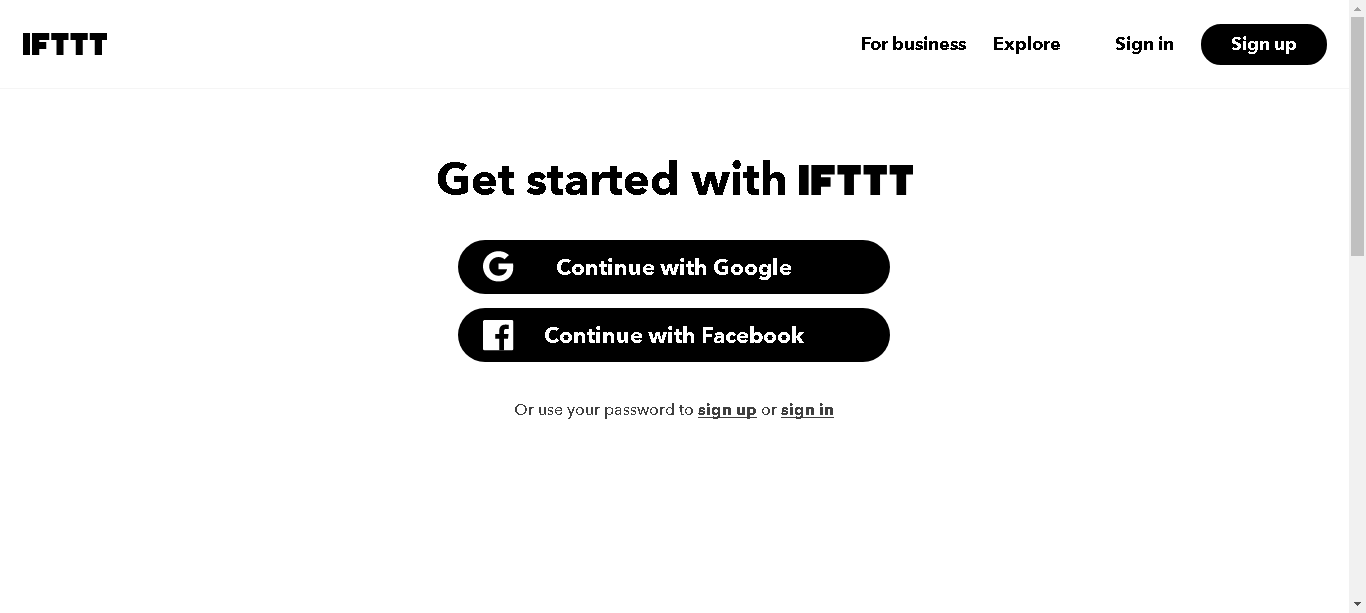 IFTTT
For business
Explore
Sign in
Sign up
Get started with IFTTT
Continue with Google
Continue with Facebook
Or use your password to sign up or sign in